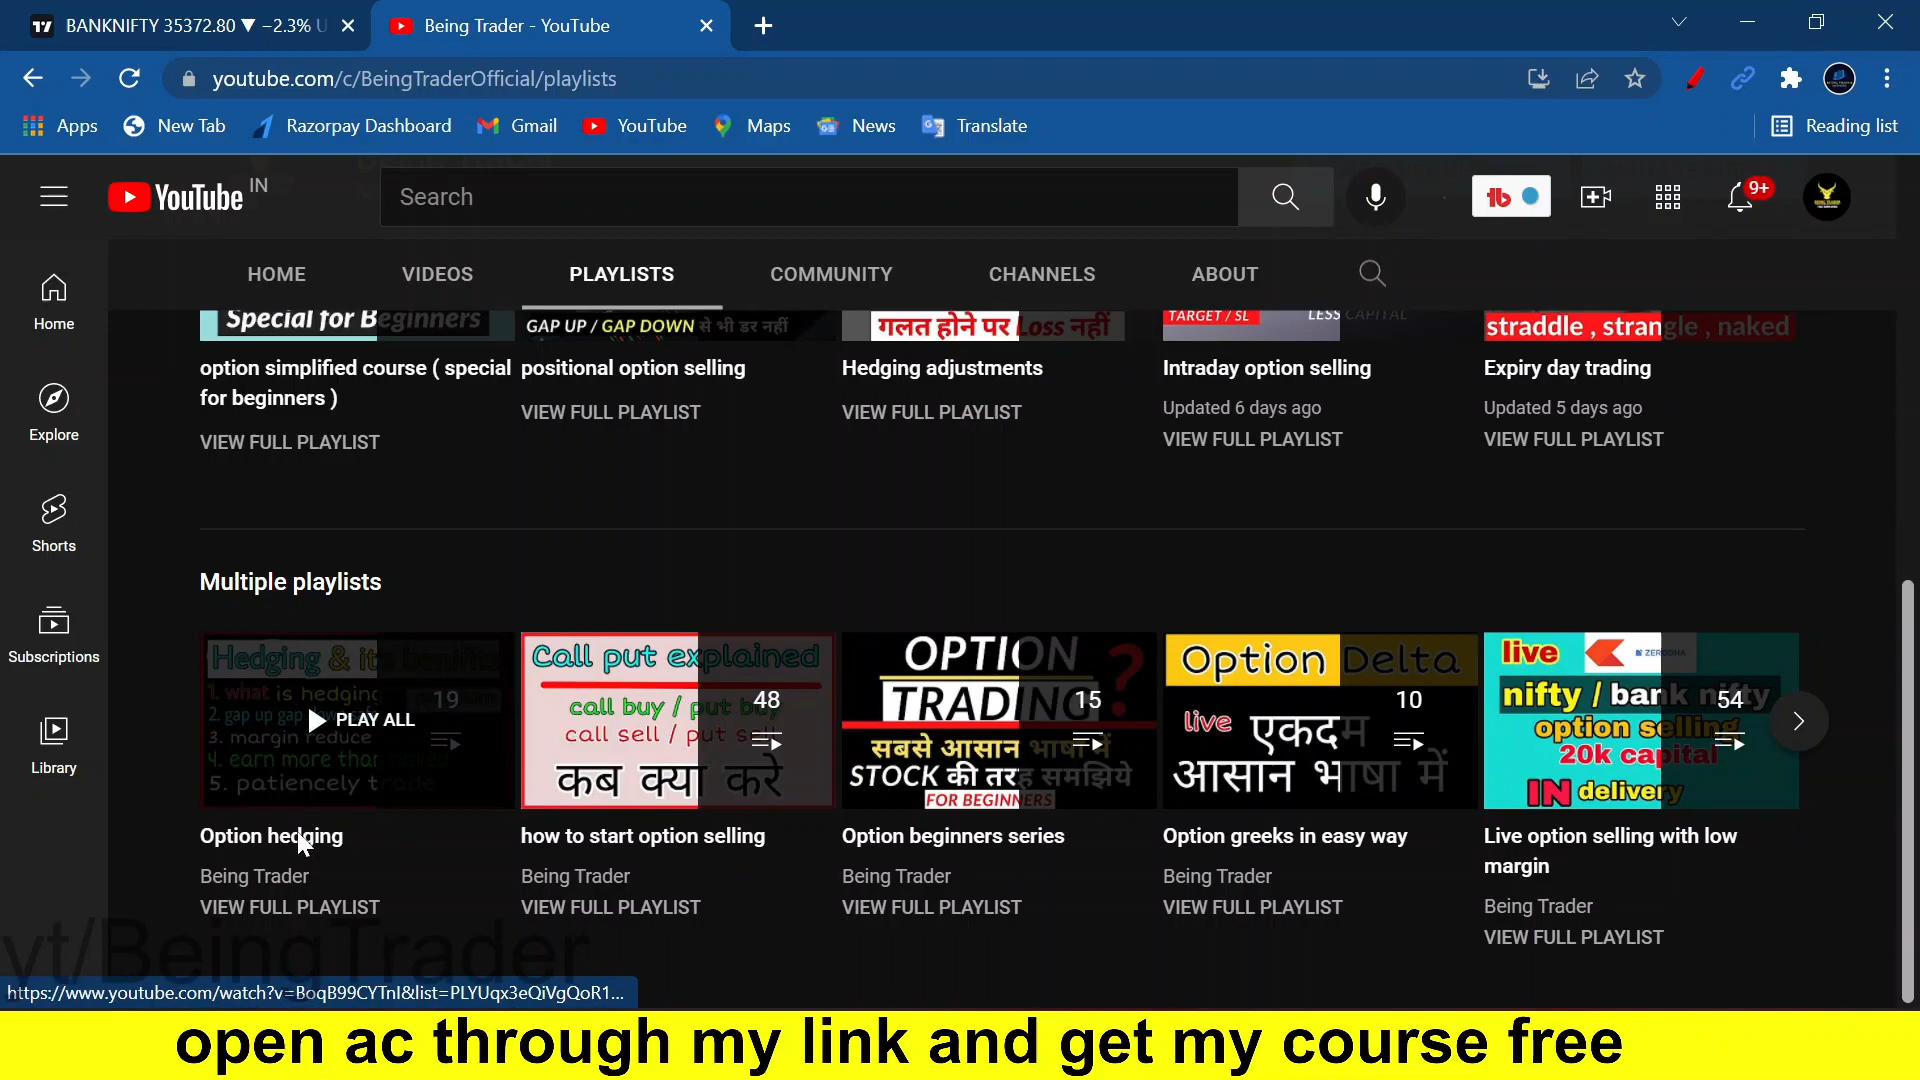 BANKNIFTY 35372.80 ▼ −2.3% U
Being Trader - YouTube
youtube.com/c/BeingTraderOfficial/playlists
Apps
New Tab
Razorpay Dashboard
Gmail
YouTube
Maps
News
Translate
Reading list
YouTube IN
Search
9+
HOME
VIDEOS
PLAYLISTS
COMMUNITY
CHANNELS
ABOUT
Home
Explore
Shorts
Subscriptions
Library
Special for Beginners
GAP UP / GAP DOWN से भी डर नहीं
गलत होने पर Loss नहीं
TARGET / SL LESS CAPITAL
straddle , strangle , naked
option simplified course ( special for beginners )
VIEW FULL PLAYLIST
positional option selling
VIEW FULL PLAYLIST
Hedging adjustments
VIEW FULL PLAYLIST
Intraday option selling
Updated 6 days ago
VIEW FULL PLAYLIST
Expiry day trading
Updated 5 days ago
VIEW FULL PLAYLIST
Multiple playlists
Hedging & its benifits
1. what is hedging
2. gap up gap
3. margin reduce
4. earn more than
5. patiencely trade
19
PLAY ALL
Option hedging
Being Trader
VIEW FULL PLAYLIST
Call put explained
call buy / put buy
call sell / put sell
कब क्या करे
48
how to start option selling
Being Trader
VIEW FULL PLAYLIST
OPTION
TRADING ?
सबसे आसान भाषा में
STOCK की तरह समझिये
FOR BEGINNERS
15
Option beginners series
Being Trader
VIEW FULL PLAYLIST
Option Delta
live एकदम
आसान भाषा में
10
Option greeks in easy way
Being Trader
VIEW FULL PLAYLIST
live ZERODHA
nifty / bank nifty
option selling
20k capital
IN delivery
54
Live option selling with low
margin
Being Trader
VIEW FULL PLAYLIST
yt/BeingTrader
https://www.youtube.com/watch?v=BoqB99CYTnI&list=PLYUqx3eQiVgQoR1...
open ac through my link and get my course free